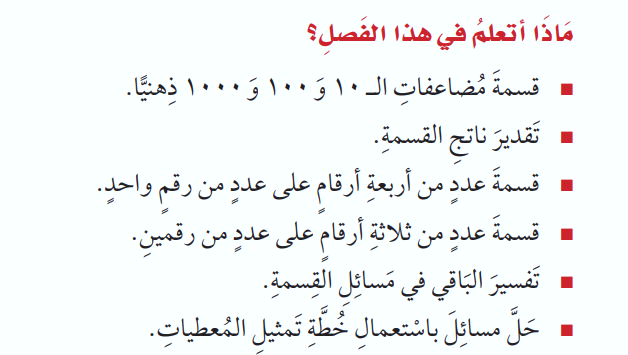 مَاذَا أتعلمُ في هذا الفَصلِ؟
■ قسمةَ مُضاعفاتِ الـ ١٠ وَ ١٠٠ وَ ١٠٠٠ ذِهنيًّا.
■ تَقديرَ ناتجِ القسمةِ.
■ قسمةَ عددٍ من أربعةِ أرقامٍ على عددٍ من رقمٍ واحدٍ.
■ قسمةَ عددٍ من ثلاثةِ أرقامٍ على عددٍ من رقمينِ.
■ تَفسيرَ البَاقي في مَسائِلِ القِسمةِ.
■ حَلَّ مسائِلَ باسْتعمالِ خُطَّةِ تَمثيلِ المُعطياتِ.